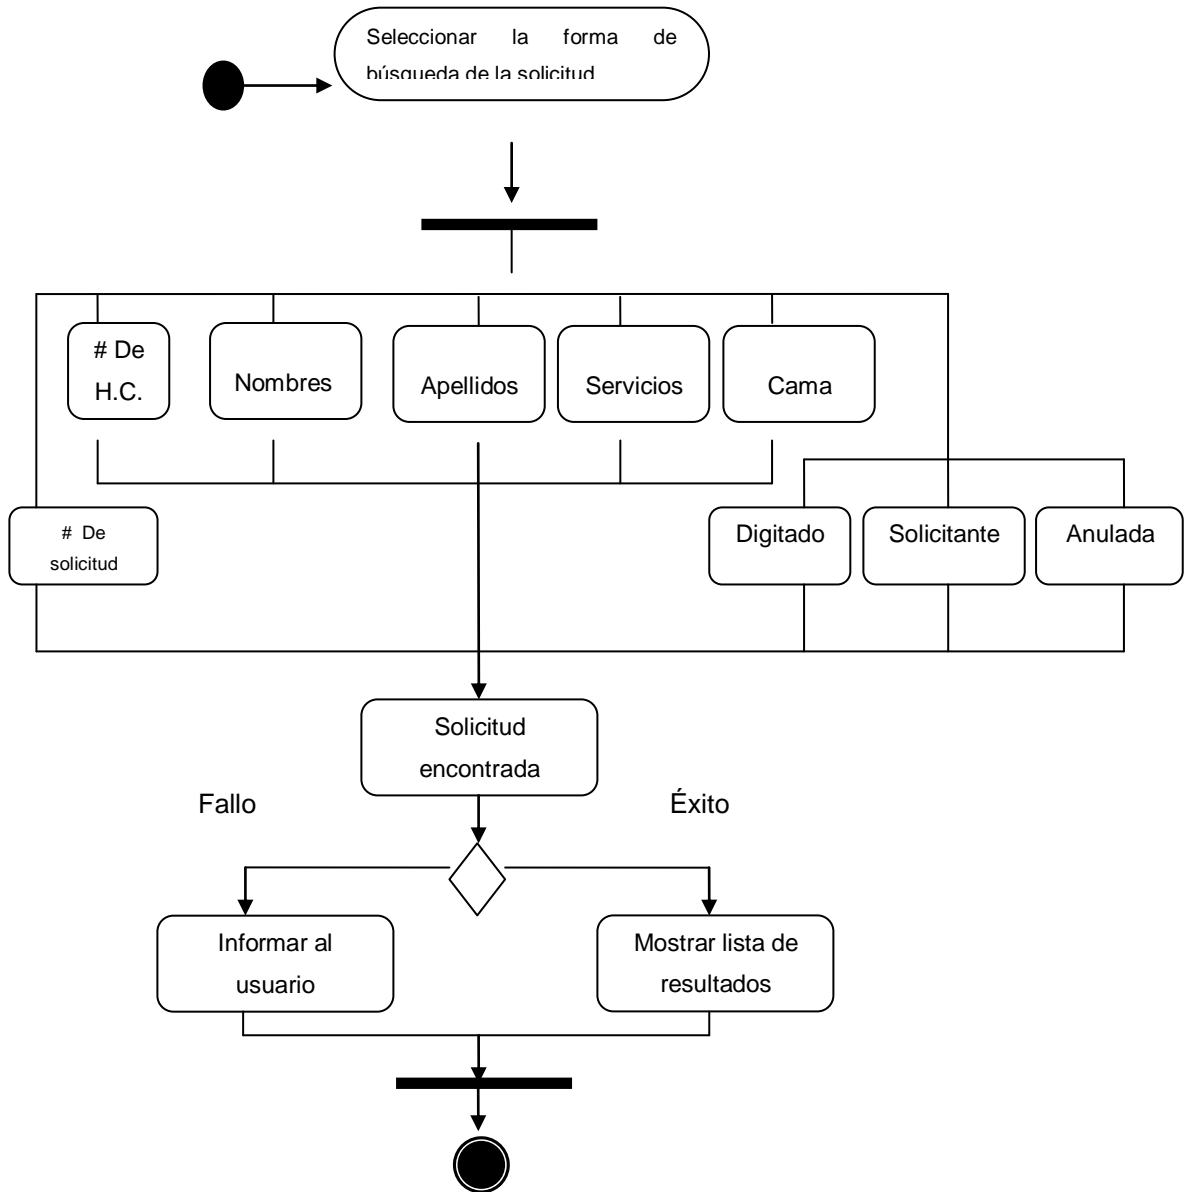 Seleccionar la forma de
búsqueda de la solicitud
# De
H.C.
Nombres
Apellidos
Servicios
Cama
# De
solicitud
Digitado
Solicitante
Anulada
Solicitud
encontrada
Fallo
Éxito
Informar al
usuario
Mostrar lista de
resultados